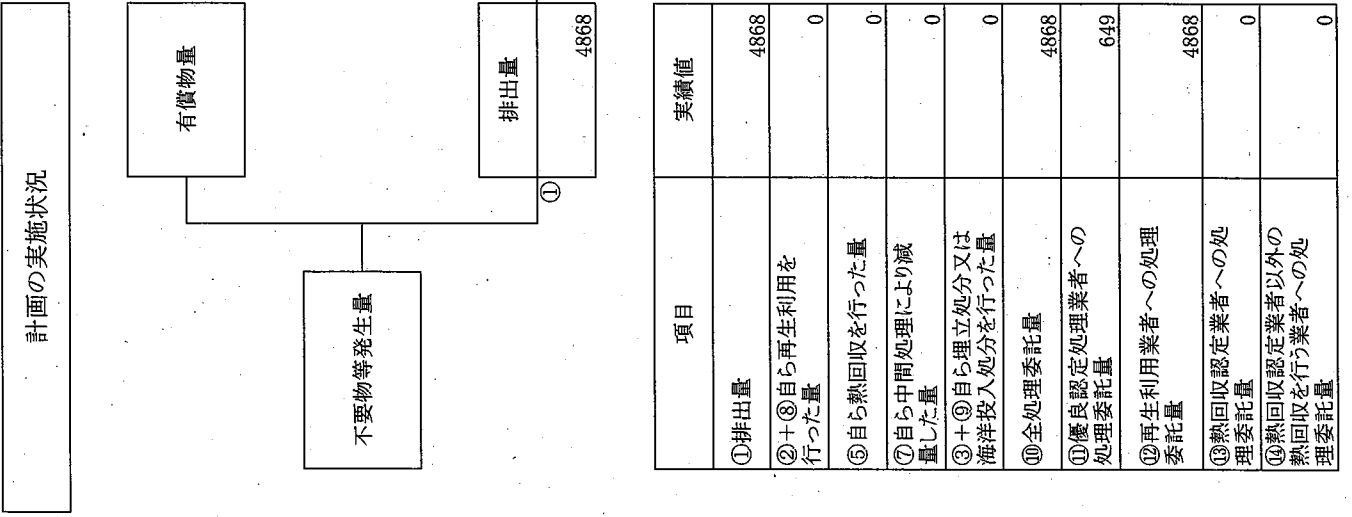 計画の実施状況
有償物量
不要物等発生量
排出量
①
4868
項目
実績値
①排出量
4868
②+⑧自ら再生利用を
行った量
0
⑤自ら熱回収を行った量
0
⑦自ら中間処理により減
量した量
0
③+⑨自ら埋立処分又は
海洋投入処分を行った量
0
⑩全処理委託量
4868
⑪優良認定処理業者への
処理委託量
649
⑫再生利用業者への処理
委託量
4868
⑬熱回収認定業者への処
理委託量
0
⑭熱回収認定業者以外の
熱回収を行う業者への処
理委託量
0